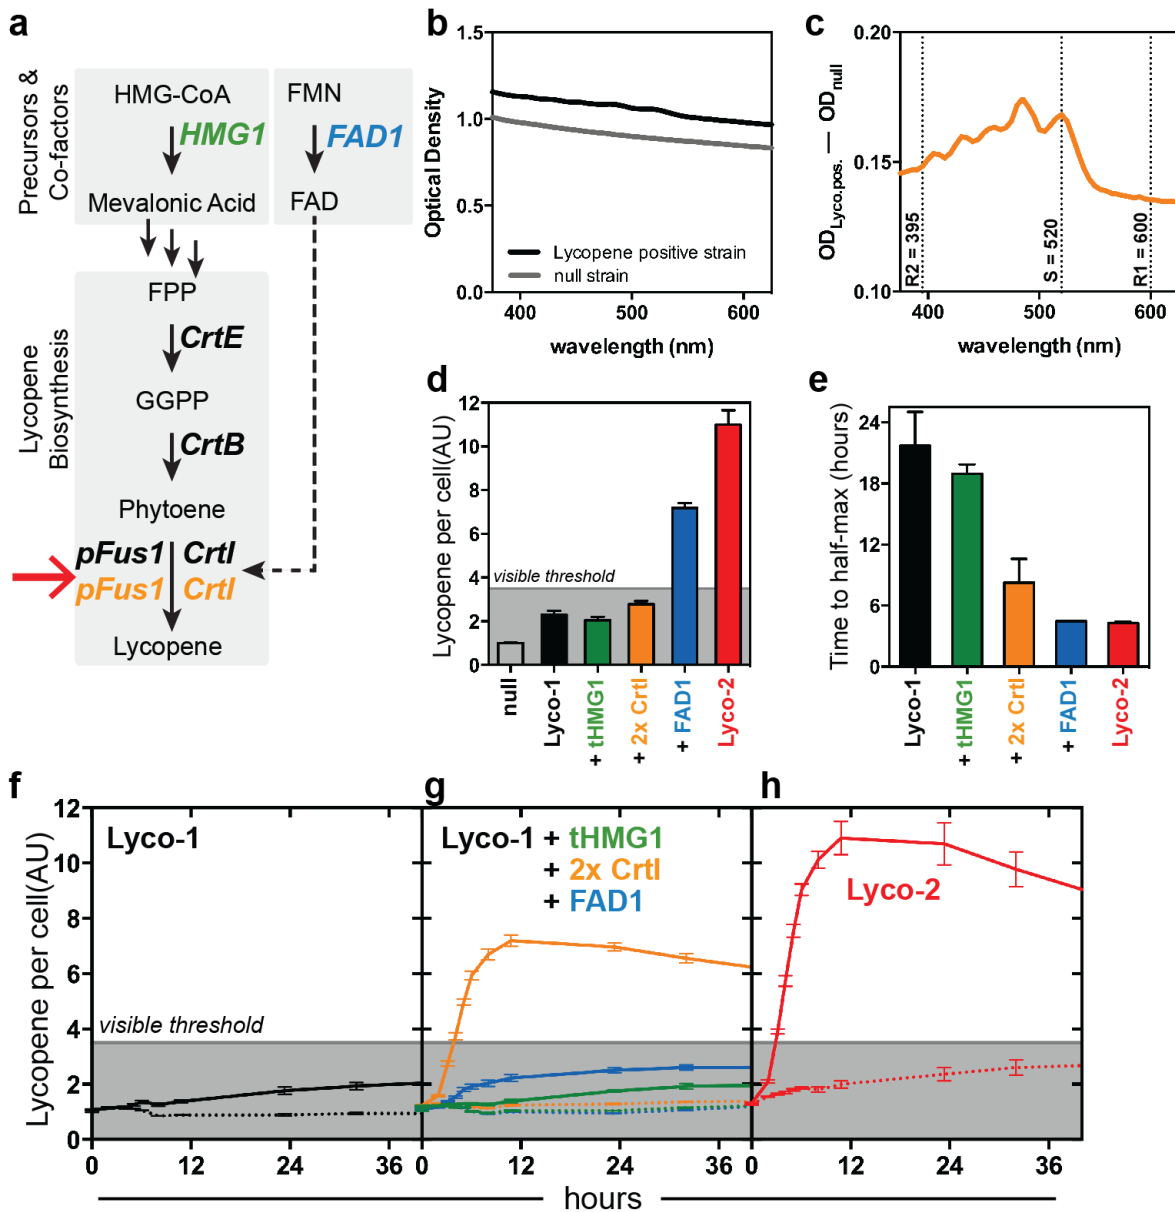 a
Precursors &
Co-factors
HMG-CoA
FMN
HMG1
FAD1
Mevalonic Acid
FAD
Lycopene
Biosynthesis
FPP
CrtE
GGPP
CrtB
Phytoene
pFus1 CrtI
pFus1 CrtI
Lycopene
b
Optical Density
1.5
1.0
0.5
0.0
Lycopene positive strain
null strain
400 500 600
wavelength (nm)
c
OD Lyco.pos. — OD null
0.20
0.15
0.10
R2 = 395
S = 520
R1 = 600
400 500 600
wavelength (nm)
d
Lycopene per cell(AU)
12
10
8
6
4
2
0
visible threshold
null
Lyco-1
+ tHMG1
+ 2x CrtI
+ FAD1
Lyco-2
e
Time to half-max (hours)
24
18
12
6
0
Lyco-1
+ tHMG1
+ 2x CrtI
+ FAD1
Lyco-2
f
Lycopene per cell(AU)
12
10
8
6
4
2
0
Lyco-1
visible threshold
0 12 24 36
g
Lyco-1 + tHMG1
+ 2x CrtI
+ FAD1
0 12 24 36
h
Lyco-2
0 12 24 36
hours